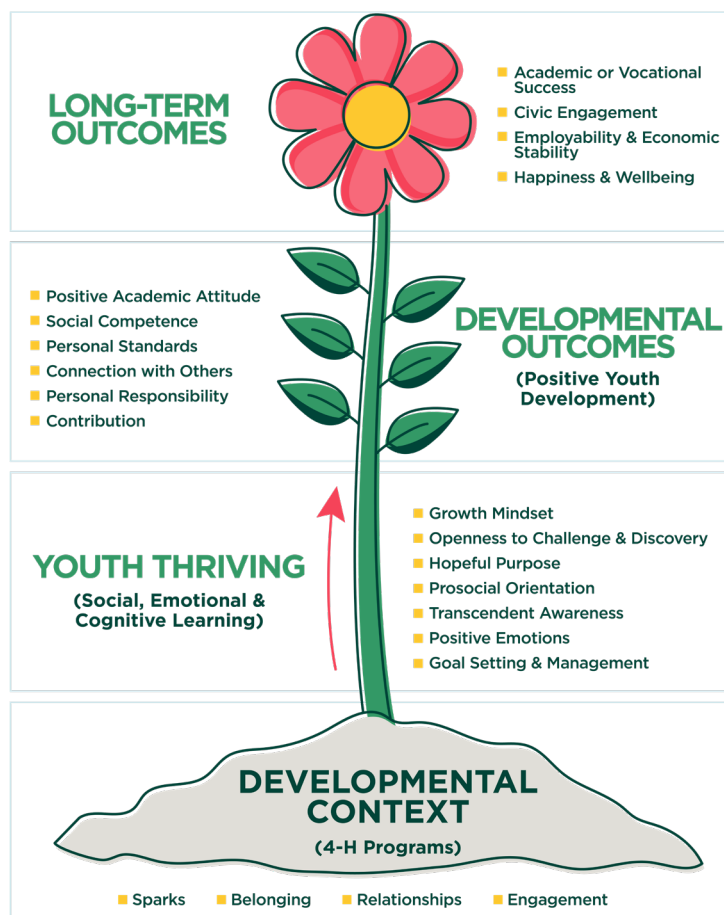 LONG-TERM
OUTCOMES
Academic or Vocational
Success
Civic Engagement
Employability & Economic
Stability
Happiness & Wellbeing
Positive Academic Attitude
Social Competence
Personal Standards
Connection with Others
Personal Responsibility
Contribution
DEVELOPMENTAL
OUTCOMES
(Positive Youth
Development)
YOUTH THRIVING
(Social, Emotional &
Cognitive Learning)
Growth Mindset
Openness to Challenge & Discovery
Hopeful Purpose
Prosocial Orientation
Transcendent Awareness
Positive Emotions
Goal Setting & Management
DEVELOPMENTAL
CONTEXT
(4-H Programs)
Sparks Belonging Relationships Engagement